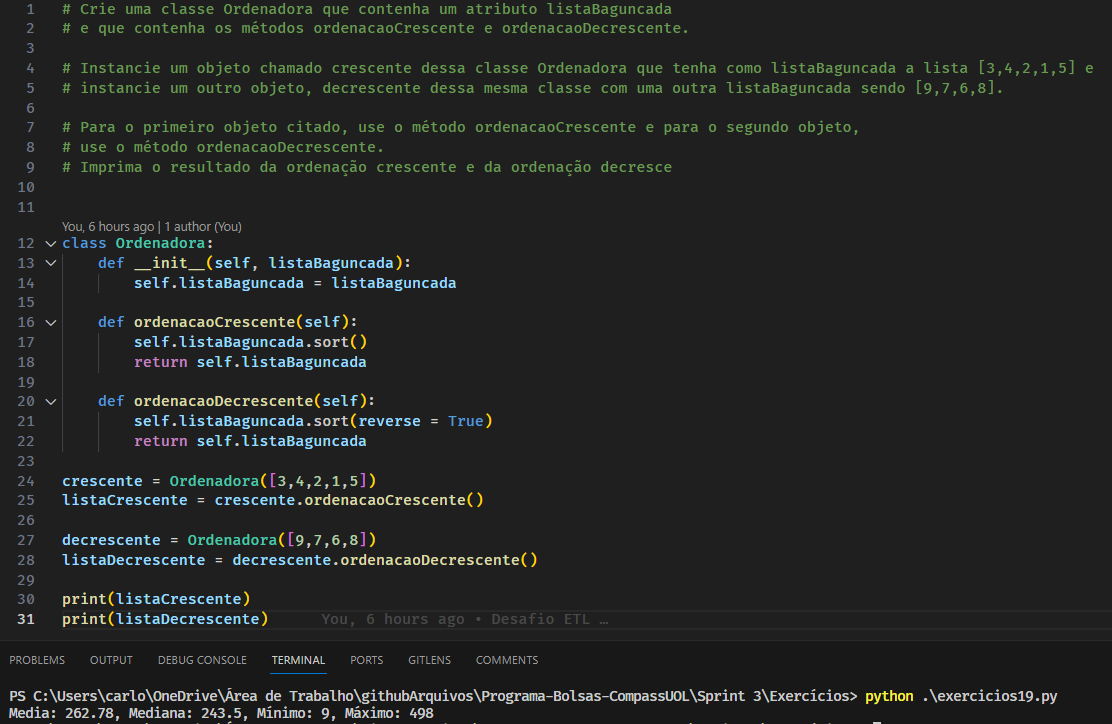 1 # Crie uma classe Ordenadora que contenha um atributo listaBaguncada
2 # e que contenha os métodos ordenacaoCrescente e ordenacaoDecrescente.
3
4 # Instancie um objeto chamado crescente dessa classe Ordenadora que tenha como listaBaguncada a lista [3,4,2,1,5] e
5 # instancie um outro objeto, decrescente dessa mesma classe com uma outra listaBaguncada sendo [9,7,6,8].
6
7 # Para o primeiro objeto citado, use o método ordenacaoCrescente e para o segundo objeto,
8 # use o método ordenacaoDecrescente.
9 # Imprima o resultado da ordenação crescente e da ordenação decresce
10
11
You, 6 hours ago | 1 author (You)
12 class Ordenadora:
13     def __init__(self, listaBaguncada):
14         self.listaBaguncada = listaBaguncada
15
16     def ordenacaoCrescente(self):
17         self.listaBaguncada.sort()
18         return self.listaBaguncada
19
20     def ordenacaoDecrescente(self):
21         self.listaBaguncada.sort(reverse = True)
22         return self.listaBaguncada
23
24 crescente = Ordenadora([3,4,2,1,5])
25 listaCrescente = crescente.ordenacaoCrescente()
26
27 decrescente = Ordenadora([9,7,6,8])
28 listaDecrescente = decrescente.ordenacaoDecrescente()
29
30 print(listaCrescente)
31 print(listaDecrescente) You, 6 hours ago • Desafio ETL …
PROBLEMS OUTPUT DEBUG CONSOLE TERMINAL PORTS GITLENS COMMENTS
PS C:\Users\carlo\OneDrive\Área de Trabalho\githubArquivos\Programa-Bolsas-CompassUOL\Sprint 3\Exercícios> python .\exercicios19.py
Media: 262.78, Mediana: 243.5, Mínimo: 9, Máximo: 498